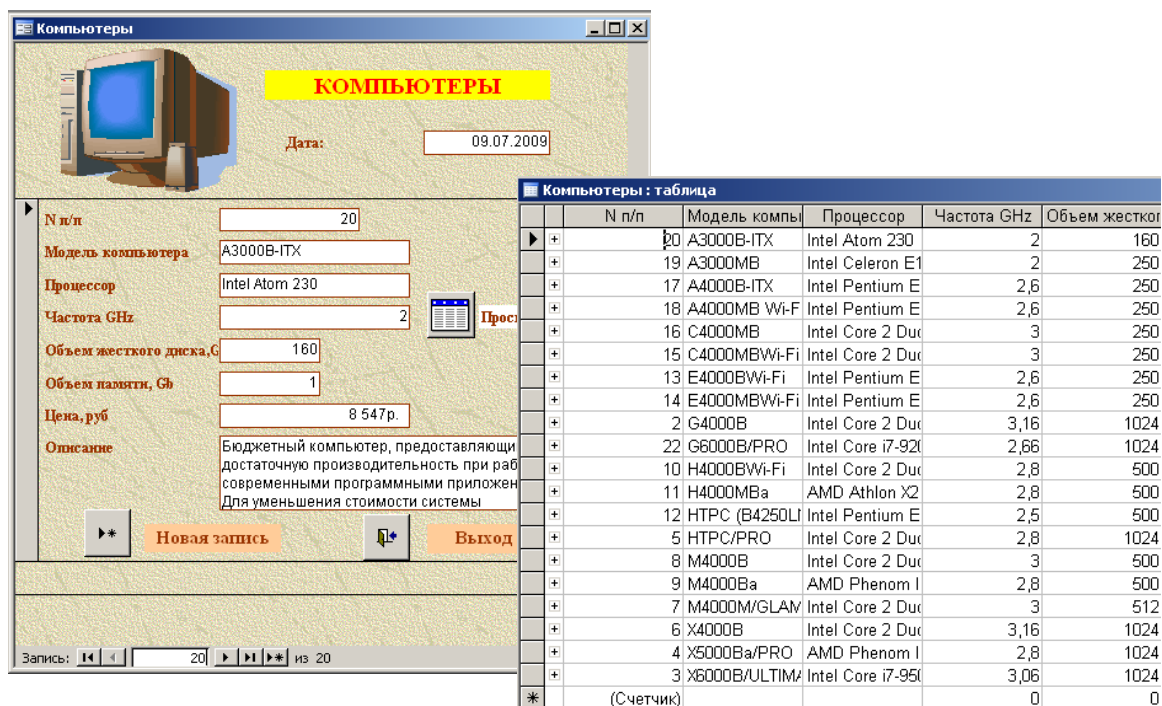 Компьютеры
КОМПЬЮТЕРЫ
Дата: 09.07.2009
N п/п 20
Модель компьютера A3000B-ITX
Процессор Intel Atom 230
Частота GHz 2
Объем жесткого диска,G 160
Объем памяти, Gb 1
Цена, руб 8 547р.
Описание Бюджетный компьютер, предоставляющи
достаточную производительность при раб
современными программными приложен
Для уменьшения стоимости системы
Новая запись Выход
Запись: 20 из 20
Компьютеры : таблица
N п/п Модель компы Процессор Частота GHz Объем жестког
20 A3000B-ITX Intel Atom 230 2 160
19 A3000MB Intel Celeron E1 2 250
17 A4000B-ITX Intel Pentium E 2,6 250
18 A4000MB Wi-F Intel Pentium E 2,6 250
16 C4000MB Intel Core 2 Duo 3 250
15 C4000MBWi-Fi Intel Core 2 Duo 3 250
13 E4000BWi-Fi Intel Pentium E 2,6 250
14 E4000MBWi-Fi Intel Pentium E 2,6 250
2 G4000B Intel Core 2 Duo 3,16 1024
22 G6000B/PRO Intel Core i7-920 2,66 1024
10 H4000BWi-Fi Intel Core 2 Duo 2,8 500
11 H4000MBa AMD Athlon X2 2,8 500
12 HTPC (B4250L Intel Pentium E 2,5 500
5 HTPC/PRO Intel Core 2 Duo 2,8 1024
8 M4000B Intel Core 2 Duo 3 500
9 M4000Ba AMD Phenom I 2,8 500
7 M4000M/GLAM Intel Core 2 Duo 3 512
6 X4000B Intel Core 2 Duo 3,16 1024
4 X5000Ba/PRO AMD Phenom I 2,8 1024
3 X6000B/ULTIMA Intel Core i7-950 3,06 1024
(Счетчик) 0 0